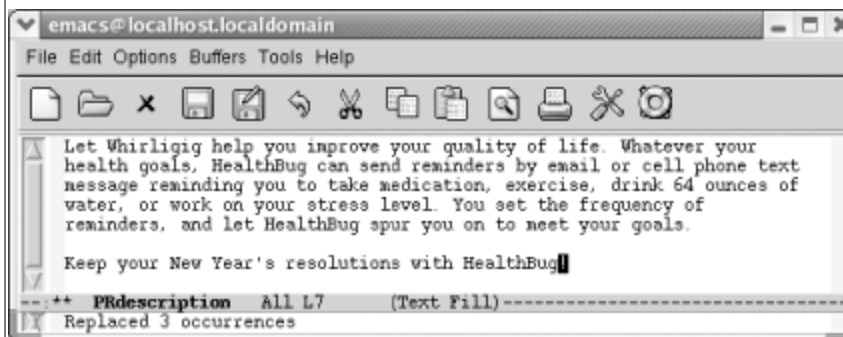 emacs@localhost.localdomain
File Edit Options Buffers Tools Help
Let Whirligig help you improve your quality of life. Whatever your
health goals, HealthBug can send reminders by email or cell phone text
message reminding you to take medication, exercise, drink 64 ounces of
water, or work on your stress level. You set the frequency of
reminders, and let HealthBug spur you on to meet your goals.
Keep your New Year's resolutions with HealthBug!
--:** PRdescription All L7 (Text Fill)----------------------------------
Replaced 3 occurrences